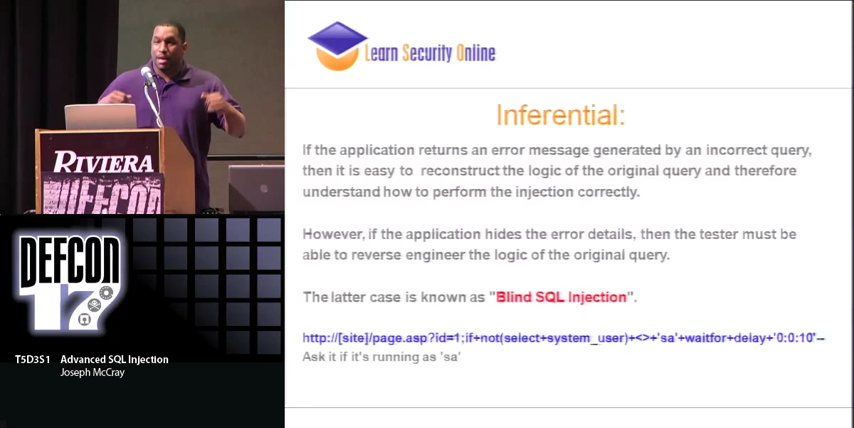 RIVIERA
DEFCON
DEFCON
17
T5D3S1 Advanced SQL Injection
Joseph McCray
Learn Security Online
Inferential:
If the application returns an error message generated by an incorrect query,
then it is easy to reconstruct the logic of the original query and therefore
understand how to perform the injection correctly.
However, if the application hides the error details, then the tester must be
able to reverse engineer the logic of the original query.
The latter case is known as "Blind SQL Injection".
http://[site]/page.asp?id=1;if+not(select+system_user)+<>+'sa'+waitfor+delay+'0:0:10'--
Ask it if it's running as 'sa'